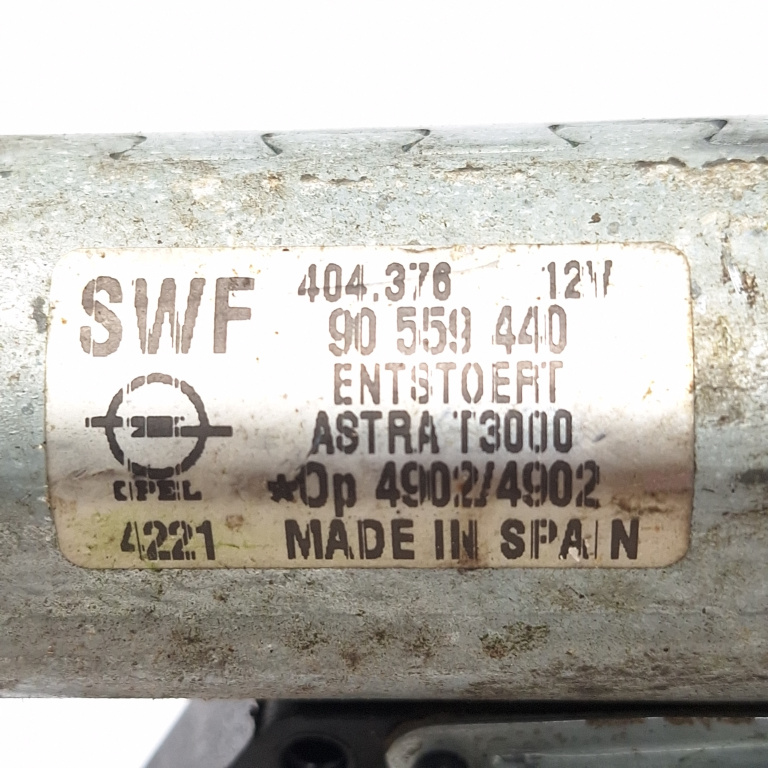 SWF 404.376 12V
90 559 440
ENTSTOERT
ASTRA T3000
OPEL *Op 4902/4902
4221 MADE IN SPAIN